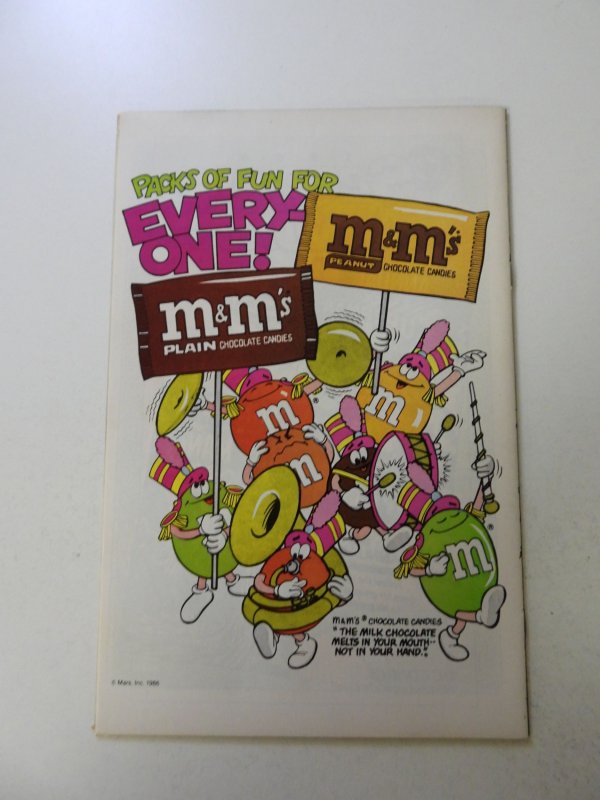 PACKS OF FUN FOR
EVERY-
ONE!
m&m's
PEANUT CHOCOLATE CANDIES
m&m's
PLAIN CHOCOLATE CANDIES
m
m
m
m
m&m's® CHOCOLATE CANDIES
"THE MILK CHOCOLATE
MELTS IN YOUR MOUTH--
NOT IN YOUR HAND."®
© Mars, Inc. 1986